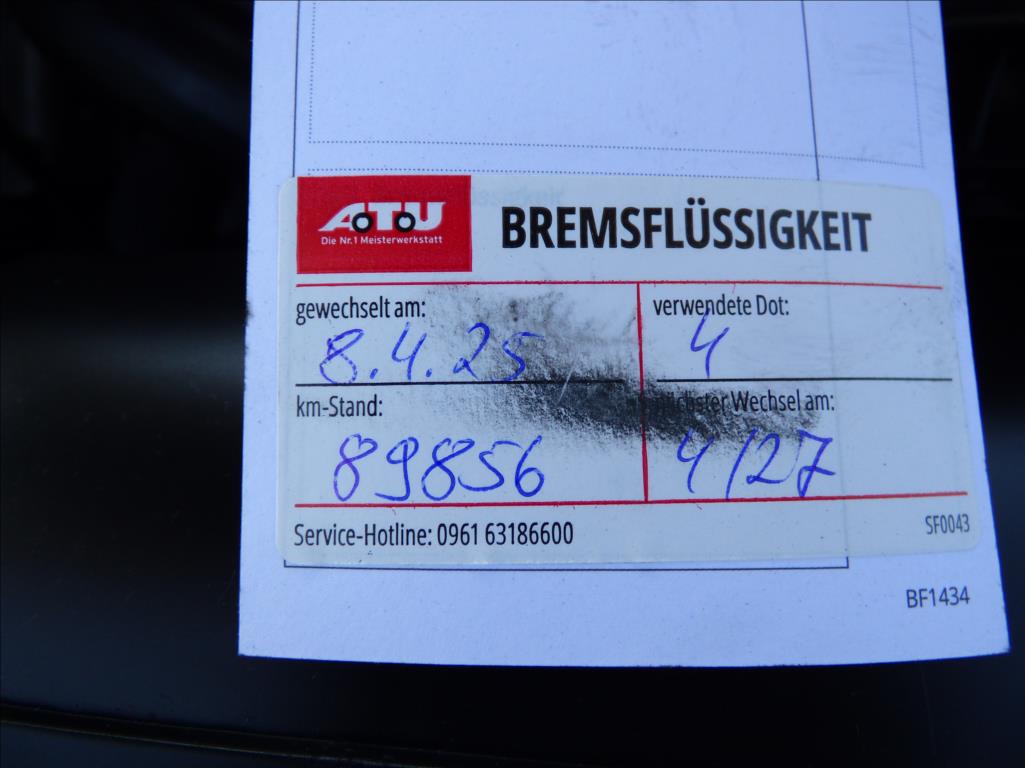 ATU
Die Nr.1 Meisterwerkstatt
BREMSFLÜSSIGKEIT
gewechselt am:
verwendete Dot:
8.4.25
4
km-Stand:
nächster Wechsel am:
89856
4/27
Service-Hotline: 0961 63186600
SF0043
BF1434